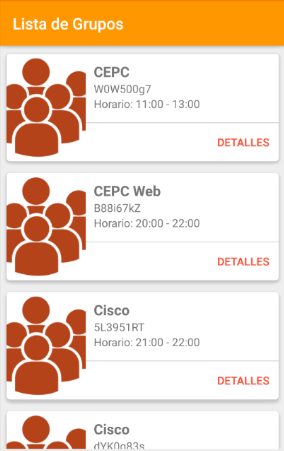 Lista de Grupos
CEPC
W0W500g7
Horario: 11:00 - 13:00
DETALLES
CEPC Web
B88i67kZ
Horario: 20:00 - 22:00
DETALLES
Cisco
5L3951RT
Horario: 21:00 - 22:00
DETALLES
Cisco